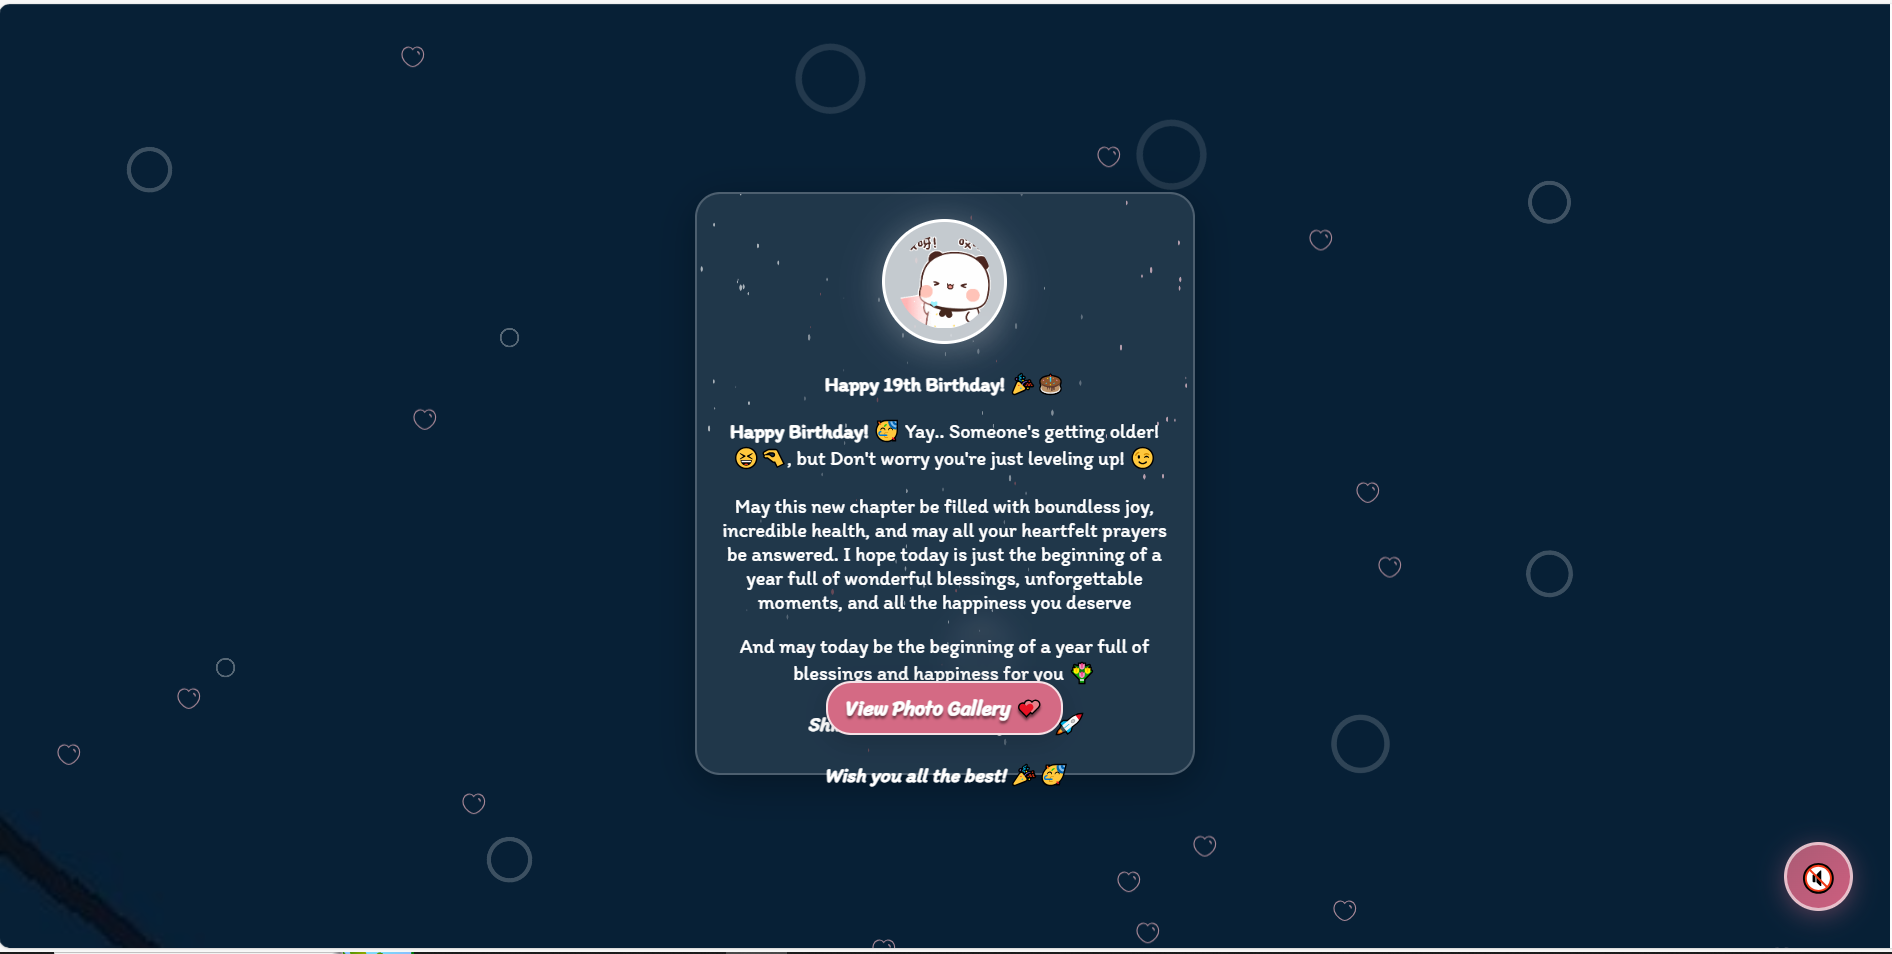 Happy 19th Birthday! 🎉🎂
Happy Birthday! 🥳 Yay.. Someone's getting older!
😆🤏, but Don't worry you're just leveling up! 😉
May this new chapter be filled with boundless joy,
incredible health, and may all your heartfelt prayers
be answered. I hope today is just the beginning of a
year full of wonderful blessings, unforgettable
moments, and all the happiness you deserve
And may today be the beginning of a year full of
blessings and happiness for you 💐
View Photo Gallery 💕
Wish you all the best! 🎉🥳